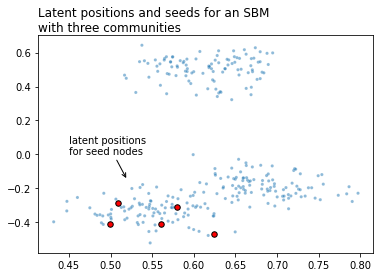 Latent positions and seeds for an SBM
with three communities
0.6
0.4
0.2
0.0
−0.2
−0.4
latent positions
for seed nodes
0.45 0.50 0.55 0.60 0.65 0.70 0.75 0.80